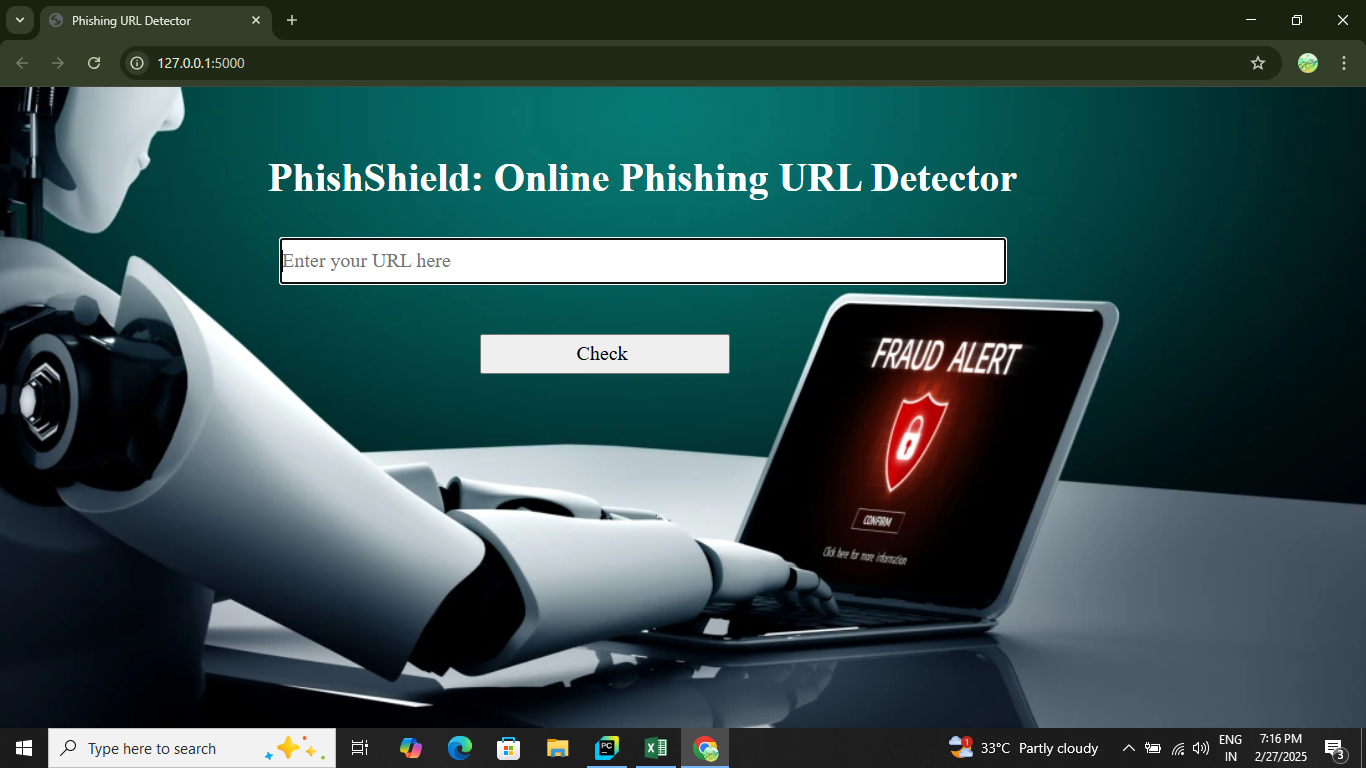 Phishing URL Detector
127.0.0.1:5000
PhishShield: Online Phishing URL Detector
Enter your URL here
Check
FRAUD ALERT
CONFIRM
Click here for more information
Type here to search
PC
1
33°C Partly cloudy
ENG
IN
7:16 PM
2/27/2025
3